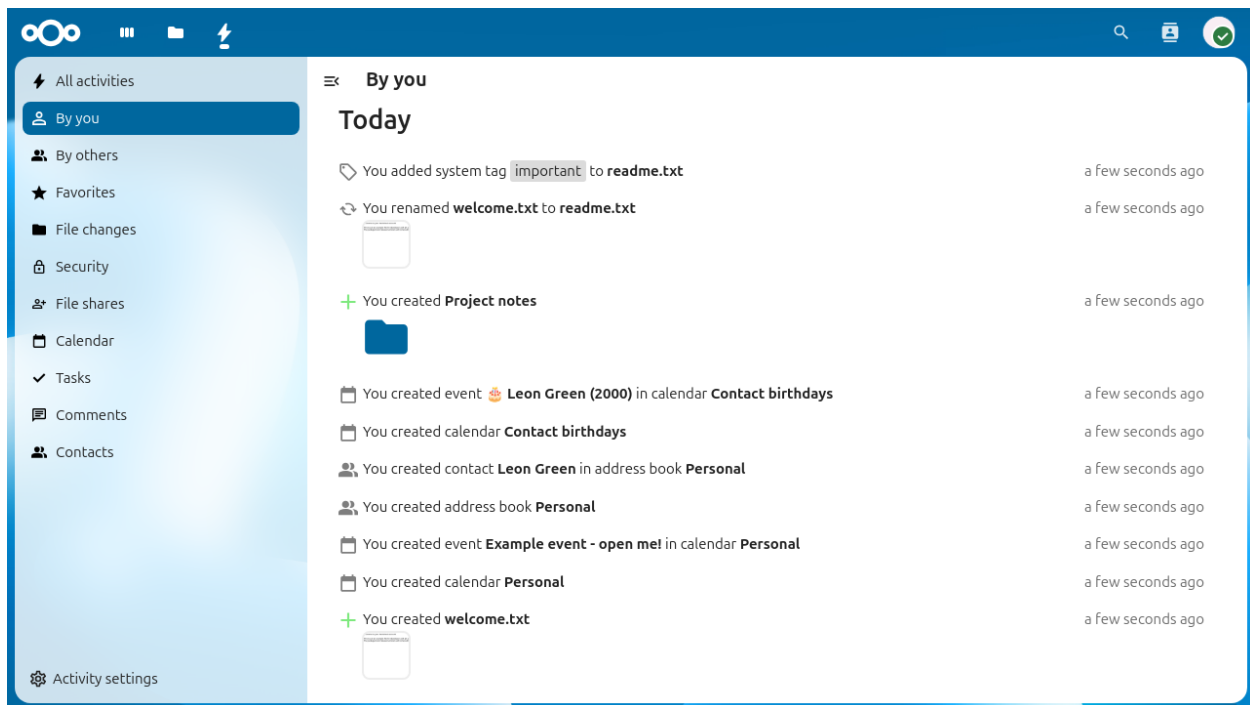 All activities
By you
By others
Favorites
File changes
Security
File shares
Calendar
Tasks
Comments
Contacts
Activity settings
By you
Today
You added system tag important to readme.txt a few seconds ago
You renamed welcome.txt to readme.txt a few seconds ago
You created Project notes a few seconds ago
You created event 🎂 Leon Green (2000) in calendar Contact birthdays a few seconds ago
You created calendar Contact birthdays a few seconds ago
You created contact Leon Green in address book Personal a few seconds ago
You created address book Personal a few seconds ago
You created event Example event - open me! in calendar Personal a few seconds ago
You created calendar Personal a few seconds ago
You created welcome.txt a few seconds ago